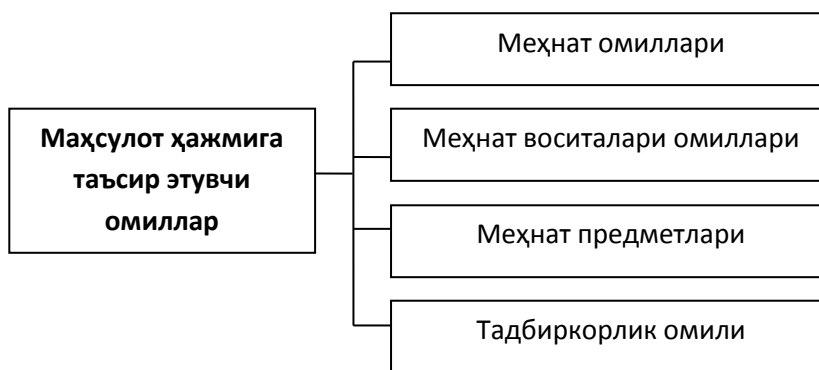 Маҳсулот ҳажмига
таъсир этувчи
омиллар
Меҳнат омиллари
Меҳнат воситалари омиллари
Меҳнат предметлари
Тадбиркорлик омили